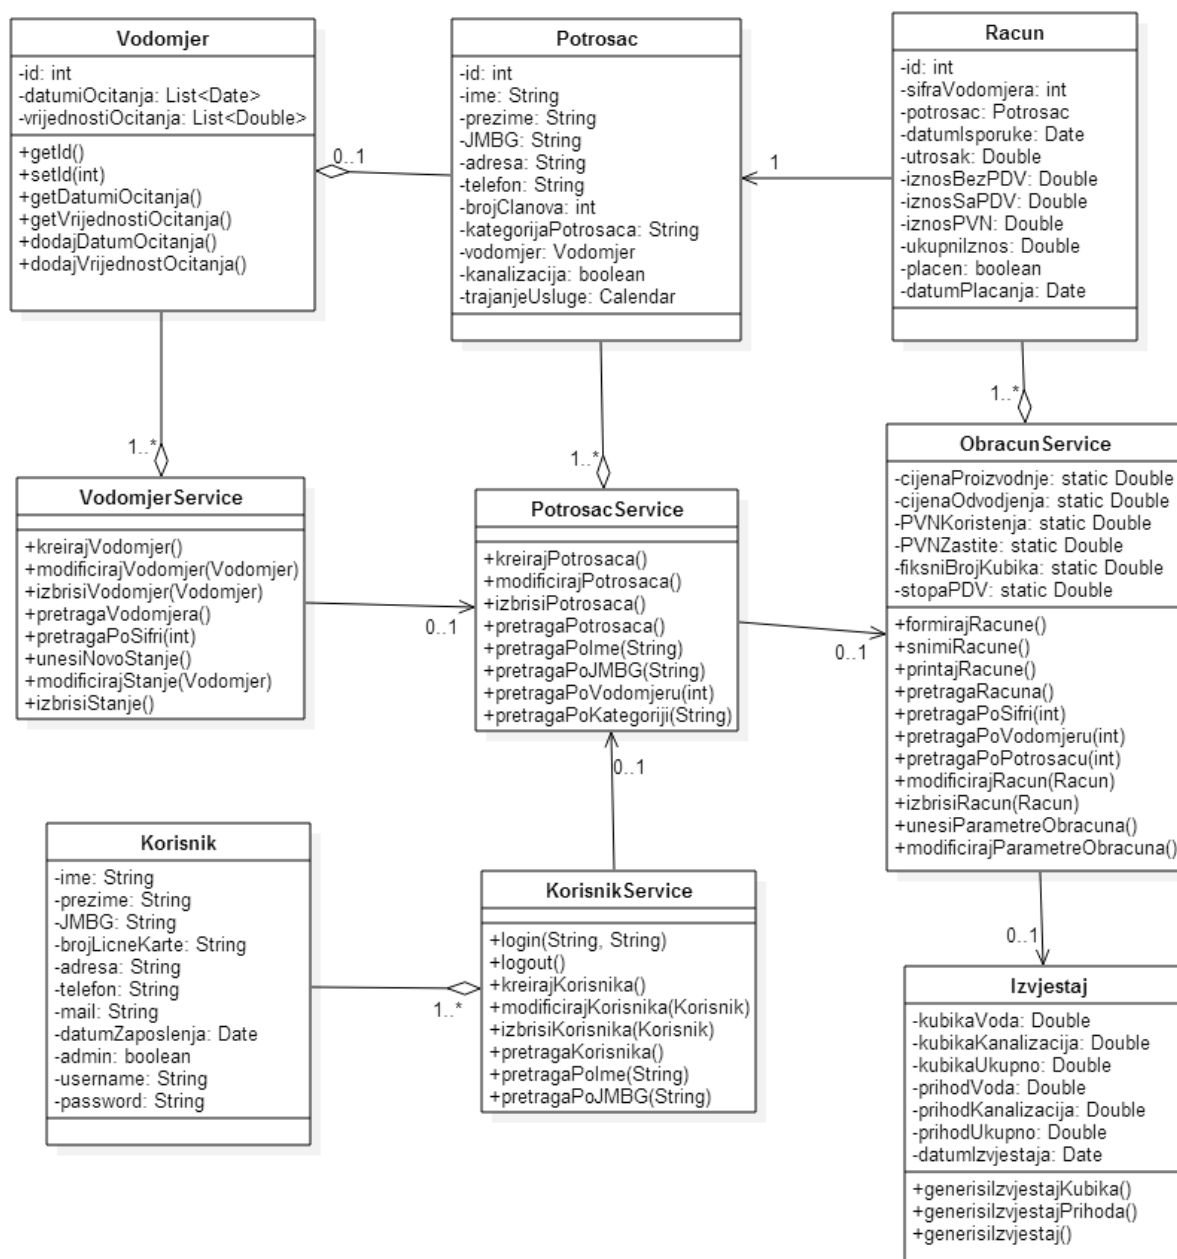 Vodomjer
-id: int
-datumiOcitanja: List<Date>
-vrijednostiOcitanja: List<Double>
+getId()
+setId(int)
+getDatumiOcitanja()
+getVrijednostiOcitanja()
+dodajDatumOcitanja()
+dodajVrijednostOcitanja()
0..1
Potrosac
-id: int
-ime: String
-prezime: String
-JMBG: String
-adresa: String
-telefon: String
-brojClanova: int
-kategorijaPotrosaca: String
-vodomjer: Vodomjer
-kanalizacija: boolean
-trajanjeUsluge: Calendar
1
Racun
-id: int
-sifraVodomjera: int
-potrosac: Potrosac
-datumIsporuke: Date
-utrosak: Double
-iznosBezPDV: Double
-iznosSaPDV: Double
-iznosPVN: Double
-ukupniIznos: Double
-placen: boolean
-datumPlacanja: Date
1..*
1..*
1..*
VodomjerService
+kreirajVodomjer()
+modificirajVodomjer(Vodomjer)
+izbrisiVodomjer(Vodomjer)
+pretragaVodomjera()
+pretragaPoSifri(int)
+unesiNovoStanje()
+modificirajStanje(Vodomjer)
+izbrisiStanje()
0..1
PotrosacService
+kreirajPotrosaca()
+modificirajPotrosaca()
+izbrisiPotrosaca()
+pretragaPotrosaca()
+pretragaPoIme(String)
+pretragaPoJMBG(String)
+pretragaPoVodomjeru(int)
+pretragaPoKategoriji(String)
0..1
0..1
ObracunService
-cijenaProizvodnje: static Double
-cijenaOdvodjenja: static Double
-PVNKoristenja: static Double
-PVNZastite: static Double
-fiksniBrojKubika: static Double
-stopaPDV: static Double
+formirajRacune()
+snimiRacune()
+printajRacune()
+pretragaRacuna()
+pretragaPoSifri(int)
+pretragaPoVodomjeru(int)
+pretragaPoPotrosacu(int)
+modificirajRacun(Racun)
+izbrisiRacun(Racun)
+unesiParametreObracuna()
+modificirajParametreObracuna()
0..1
Korisnik
-ime: String
-prezime: String
-JMBG: String
-brojLicneKarte: String
-adresa: String
-telefon: String
-mail: String
-datumZaposlenja: Date
-admin: boolean
-username: String
-password: String
1..*
KorisnikService
+login(String, String)
+logout()
+kreirajKorisnika()
+modificirajKorisnika(Korisnik)
+izbrisiKorisnika(Korisnik)
+pretragaKorisnika()
+pretragaPoIme(String)
+pretragaPoJMBG(String)
Izvjestaj
-kubikaVoda: Double
-kubikaKanalizacija: Double
-kubikaUkupno: Double
-prihodVoda: Double
-prihodKanalizacija: Double
-prihodUkupno: Double
-datumIzvjestaja: Date
+generisiIzvjestajKubika()
+generisiIzvjestajPrihoda()
+generisiIzvjestaj()